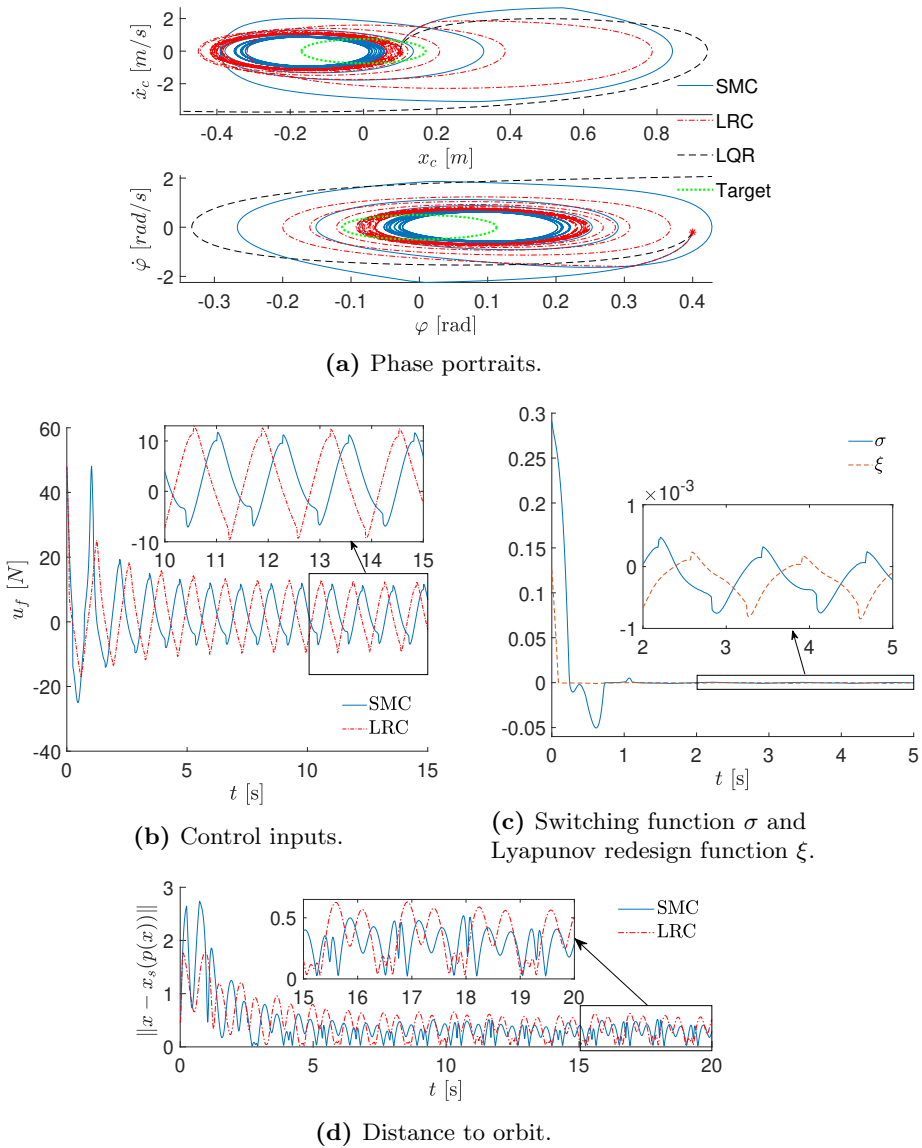 2
0
-2
ẋ_c [m/s]
-0.4 -0.2 0 0.2 0.4 0.6 0.8
x_c [m]
SMC
LRC
LQR
Target
2
0
-2
φ̇ [rad/s]
-0.3 -0.2 -0.1 0 0.1 0.2 0.3 0.4
φ [rad]
(a) Phase portraits.
60
40
20
0
-20
-40
u_f [N]
10
0
-10
10 11 12 13 14 15
SMC
LRC
0 5 10 15
t [s]
(b) Control inputs.
0.3
0.25
0.2
0.15
0.1
0.05
0
-0.05
σ
ξ
×10^-3
1
0
-1
2 3 4 5
0 1 2 3 4 5
t [s]
(c) Switching function σ and
Lyapunov redesign function ξ.
3
2
1
0
||x − x_s(p(x))||
0.5
0
15 16 17 18 19 20
SMC
LRC
0 5 10 15 20
t [s]
(d) Distance to orbit.